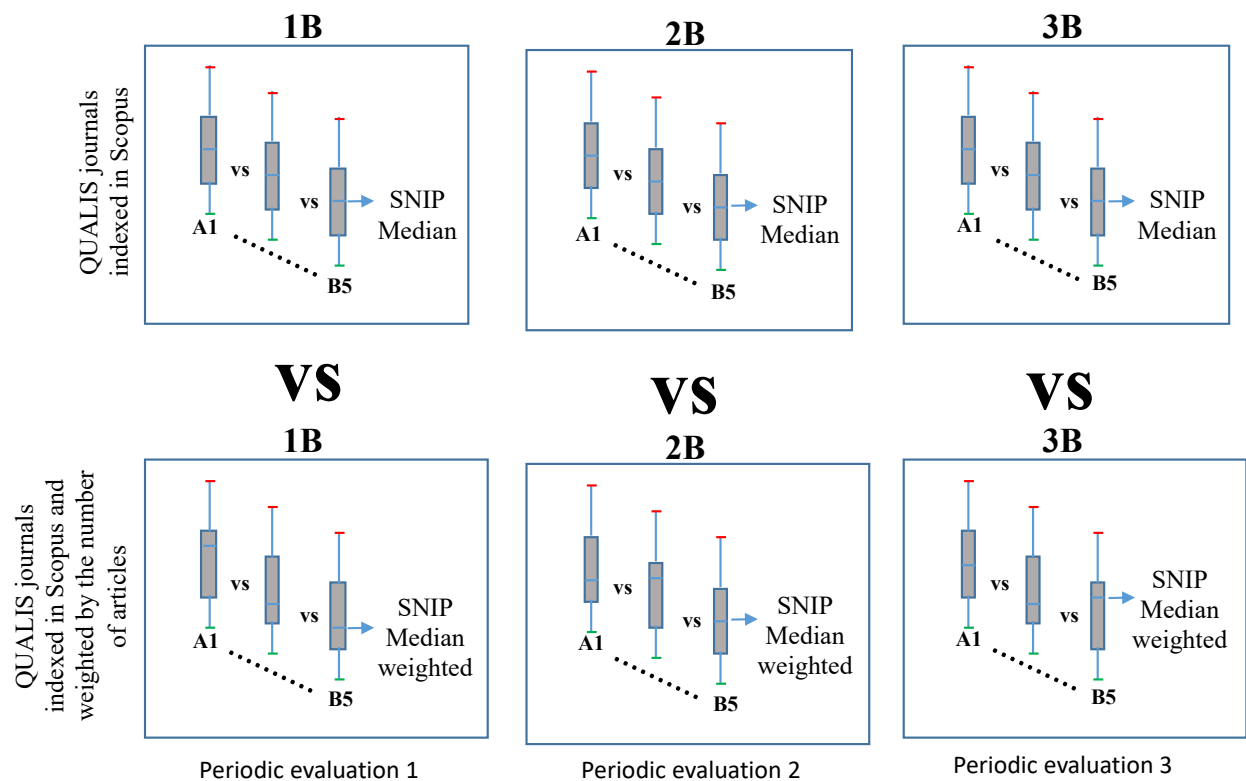 1B
2B
3B
QUALIS journals
indexed in Scopus
vs
vs
SNIP
Median
A1
B5
vs
vs
SNIP
Median
A1
B5
vs
vs
SNIP
Median
A1
B5
vs
vs
vs
1B
2B
3B
QUALIS journals
indexed in Scopus and
weighted by the number
of articles
vs
vs
SNIP
Median
weighted
A1
B5
vs
vs
SNIP
Median
weighted
A1
B5
vs
vs
SNIP
Median
weighted
A1
B5
Periodic evaluation 1
Periodic evaluation 2
Periodic evaluation 3